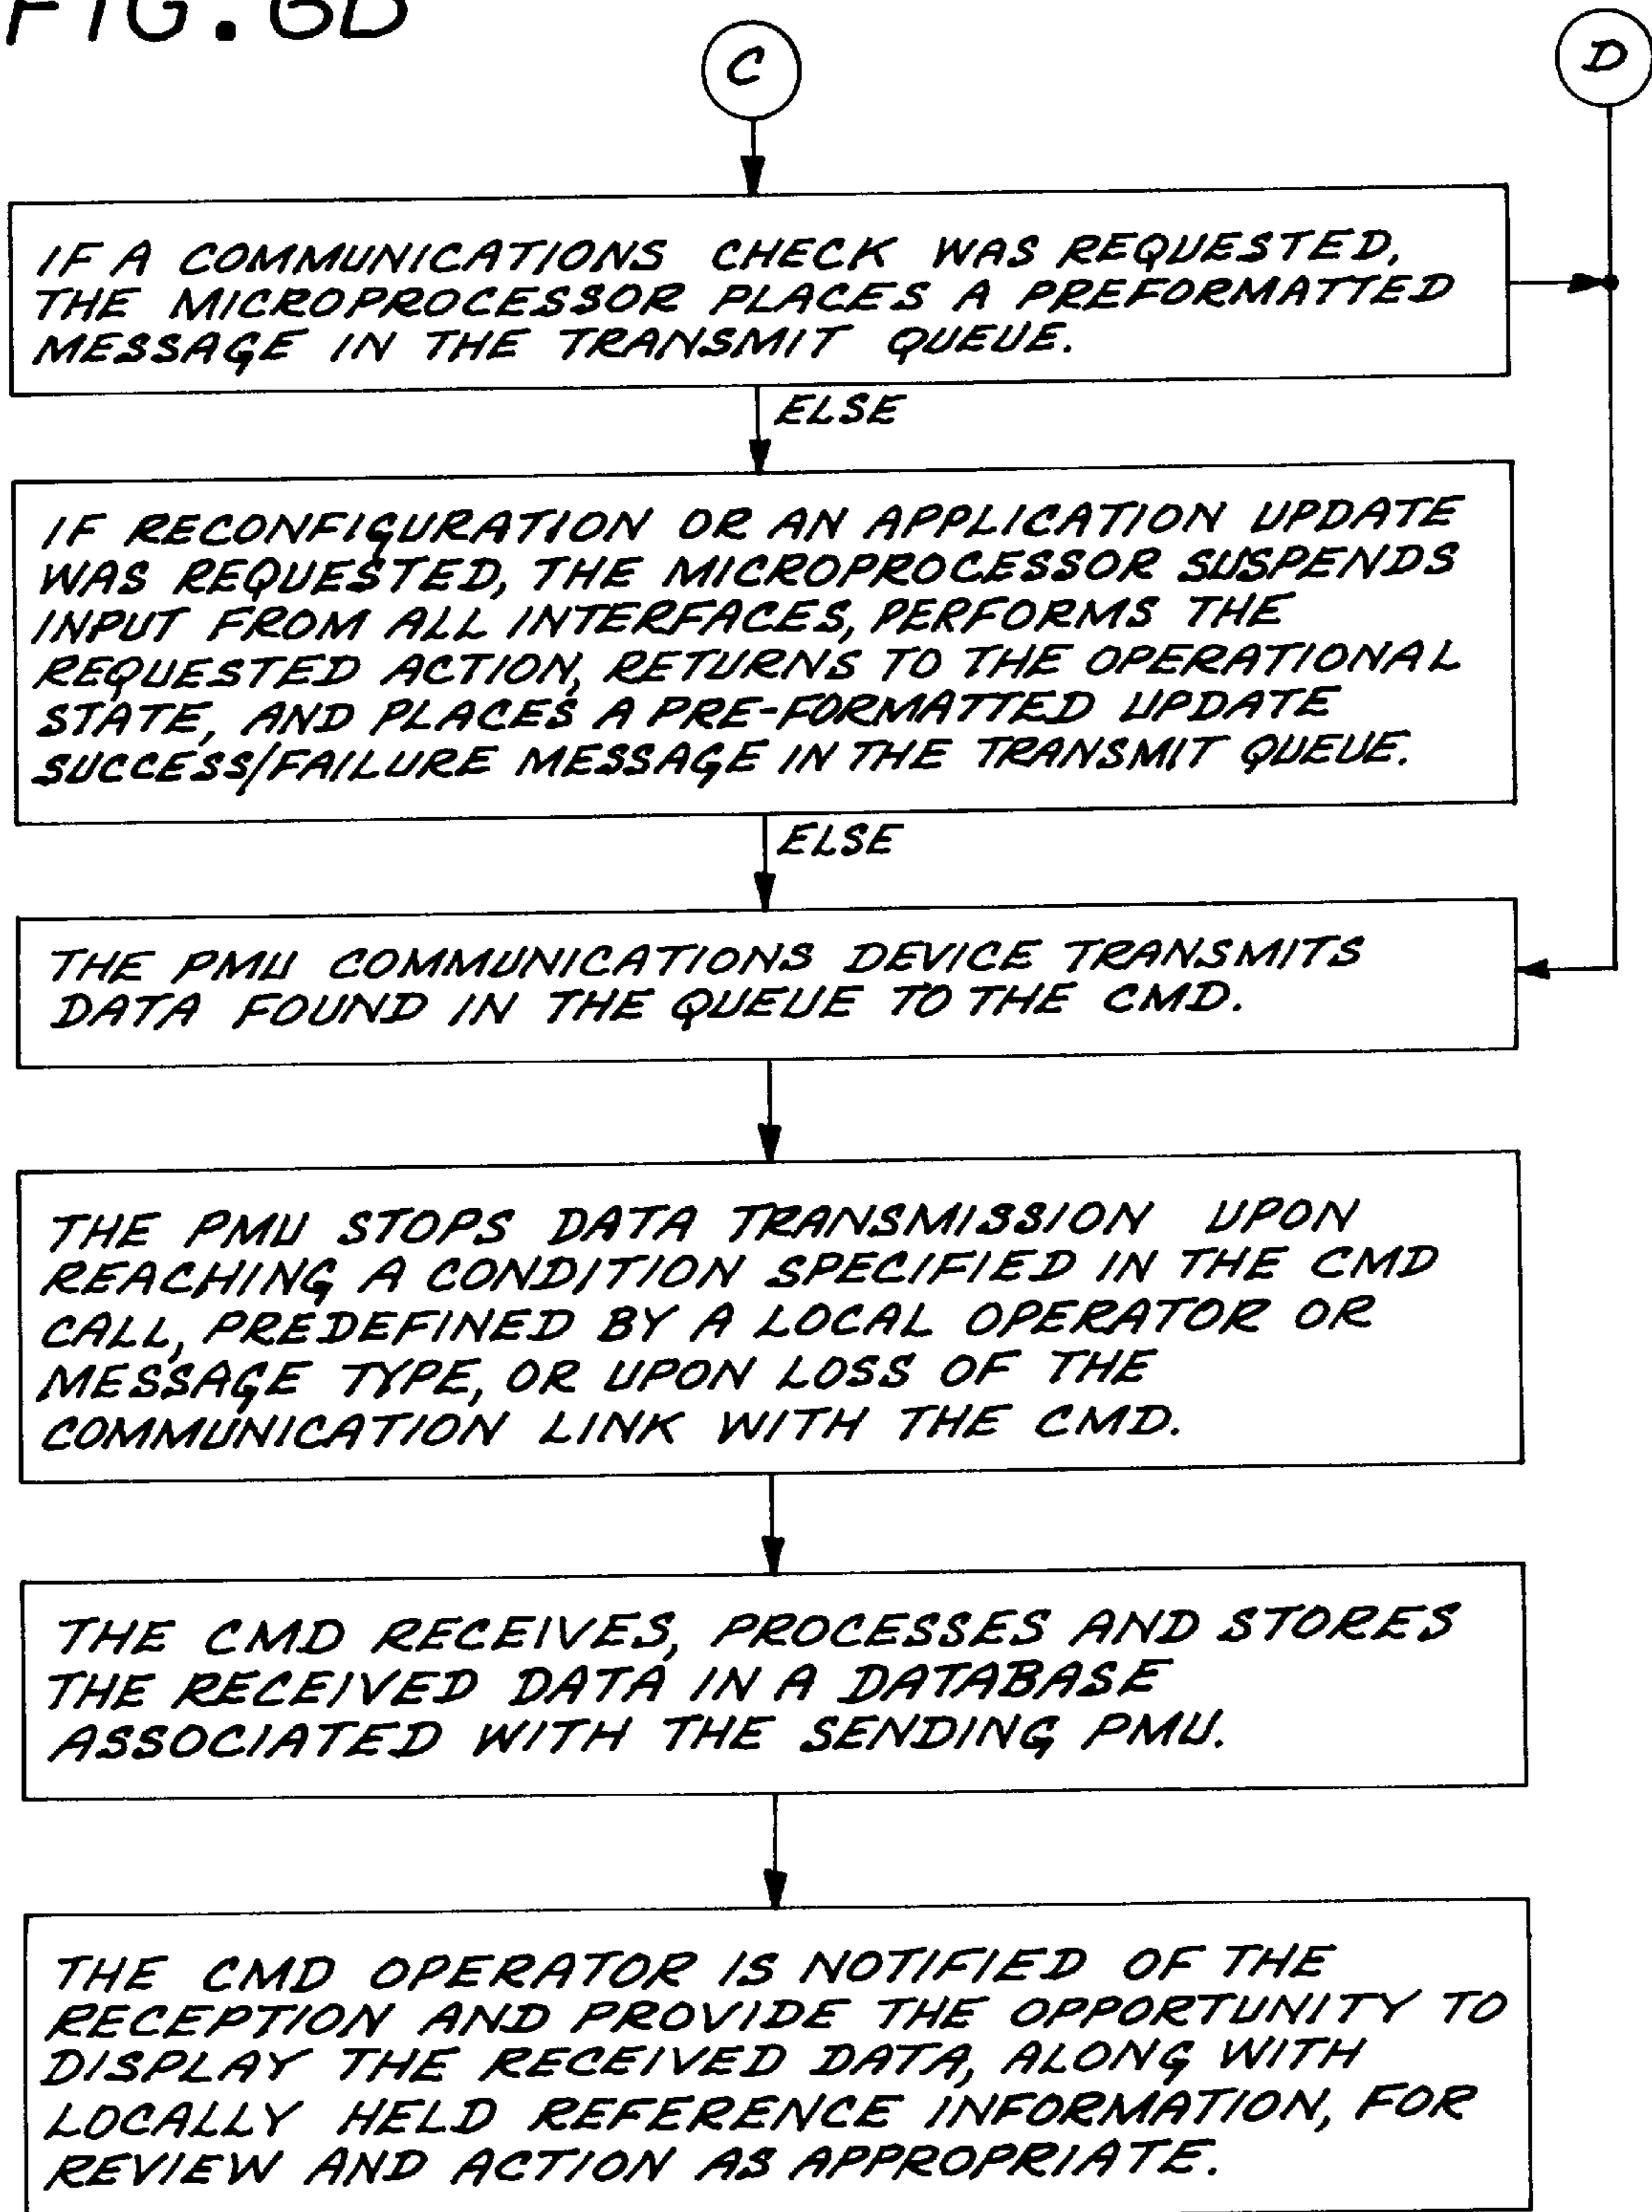 FIG. 6D
C
D
IF A COMMUNICATIONS CHECK WAS REQUESTED,
THE MICROPROCESSOR PLACES A PREFORMATTED
MESSAGE IN THE TRANSMIT QUEUE.
ELSE
IF RECONFIGURATION OR AN APPLICATION UPDATE
WAS REQUESTED, THE MICROPROCESSOR SUSPENDS
INPUT FROM ALL INTERFACES, PERFORMS THE
REQUESTED ACTION, RETURNS TO THE OPERATIONAL
STATE, AND PLACES A PRE-FORMATTED UPDATE
SUCCESS/FAILURE MESSAGE IN THE TRANSMIT QUEUE.
ELSE
THE PMU COMMUNICATIONS DEVICE TRANSMITS
DATA FOUND IN THE QUEUE TO THE CMD.
THE PMU STOPS DATA TRANSMISSION UPON
REACHING A CONDITION SPECIFIED IN THE CMD
CALL, PREDEFINED BY A LOCAL OPERATOR OR
MESSAGE TYPE, OR UPON LOSS OF THE
COMMUNICATION LINK WITH THE CMD.
THE CMD RECEIVES, PROCESSES AND STORES
THE RECEIVED DATA IN A DATABASE
ASSOCIATED WITH THE SENDING PMU.
THE CMD OPERATOR IS NOTIFIED OF THE
RECEPTION AND PROVIDE THE OPPORTUNITY TO
DISPLAY THE RECEIVED DATA, ALONG WITH
LOCALLY HELD REFERENCE INFORMATION, FOR
REVIEW AND ACTION AS APPROPRIATE.